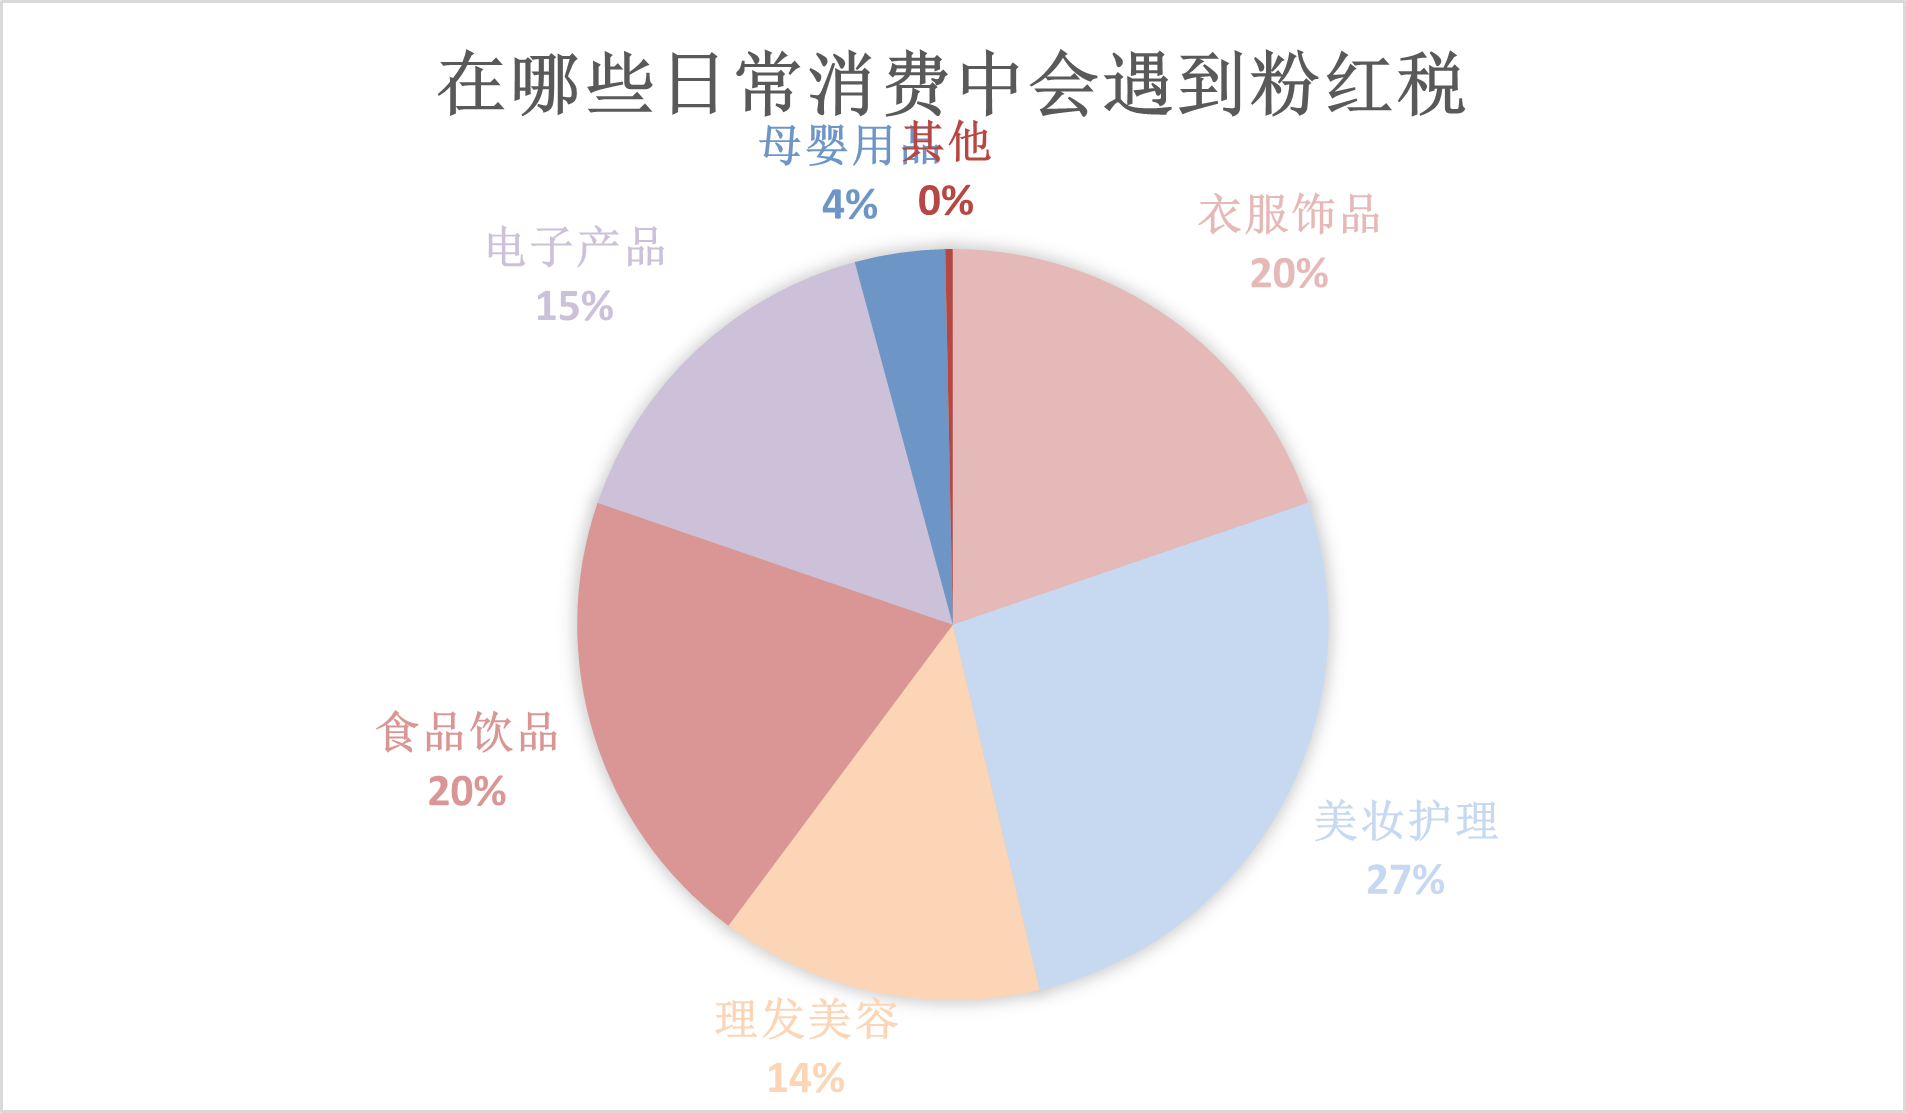 在哪些日常消费中会遇到粉红税
母婴用品
4%
其他
0%
衣服饰品
20%
电子产品
15%
食品饮品
20%
美妆护理
27%
理发美容
14%